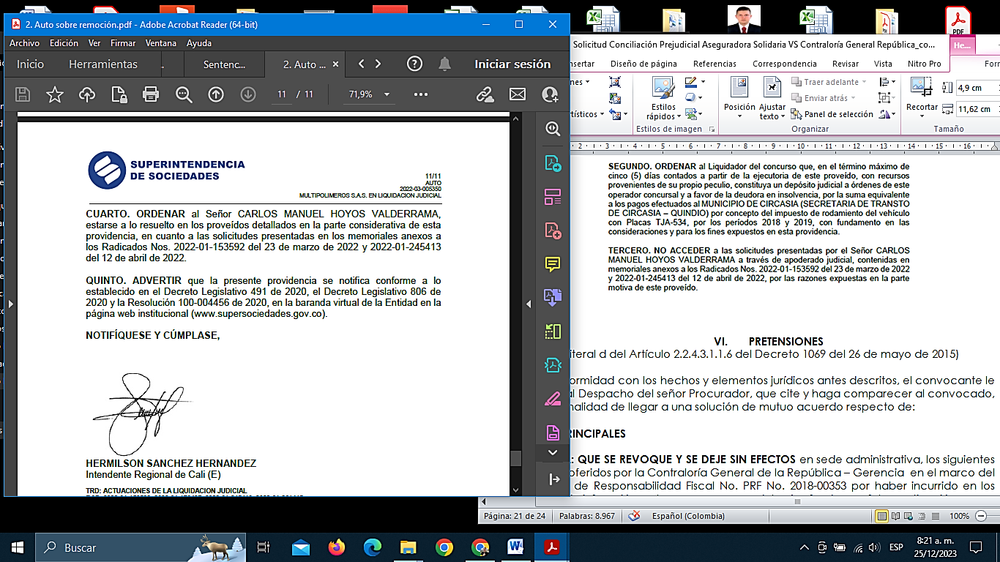 2. Auto sobre remoción.pdf - Adobe Acrobat Reader (64-bit)
Archivo Edición Ver Firmar Ventana Ayuda
Inicio Herramientas
Sentenc...
2. Auto ...
Iniciar sesión
11 / 11
71,9%
SUPERINTENDENCIA
DE SOCIEDADES
11/11
AUTO
2022-03-005350
MULTIPOLIMEROS S.A.S. EN LIQUIDACION JUDICIAL
CUARTO. ORDENAR al Señor CARLOS MANUEL HOYOS VALDERRAMA,
estarse a lo resuelto en los proveídos detallados en la parte considerativa de esta
providencia, en cuanto a las solicitudes presentadas en los memoriales anexos a
los Radicados Nos. 2022-01-153592 del 23 de marzo de 2022 y 2022-01-245413
del 12 de abril de 2022.
QUINTO. ADVERTIR que la presente providencia se notifica conforme a lo
establecido en el Decreto Legislativo 491 de 2020, el Decreto Legislativo 806 de
2020 y la Resolución 100-004456 de 2020, en la baranda virtual de la Entidad en la
página web institucional (www.supersociedades.gov.co).
NOTIFÍQUESE Y CÚMPLASE,
HERMILSON SANCHEZ HERNANDEZ
Intendente Regional de Cali (E)
TRD: ACTUACIONES DE LA LIQUIDACION JUDICIAL
PDF
Solicitud Conciliación Prejudicial Aseguradora Solidaria VS Contraloría General República_co...
He...
nsertar Diseño de página Referencias Correspondencia Revisar Vista Nitro Pro Forn
nes
ísticos
Estilos
rápidos
Estilos de imagen
Posición
Ajustar
texto
Traer adelante
Enviar atrás
Panel de selección
Organizar
Recortar
4,9 cm
11,62 cm
Tamaño
2 3 4 5 6 7 8 9 10 11 12 13 14 15 16
SEGUNDO. ORDENAR al Liquidador del concurso que, en el término máximo de
cinco (5) días contados a partir de la ejecutoria de este proveído, con recursos
provenientes de su propio peculio, constituya un depósito judicial a órdenes de este
operador concursal y a favor de la deudora en insolvencia, por la suma equivalente
a los pagos efectuados al MUNICIPIO DE CIRCASIA (SECRETARIA DE TRANSTO
DE CIRCASIA – QUINDIO) por concepto del impuesto de rodamiento del vehículo
con Placas TJA-534, por los períodos 2018 y 2019, con fundamento en las
consideraciones y para los fines expuestos en esta providencia.
TERCERO. NO ACCEDER a las solicitudes presentadas por el Señor CARLOS
MANUEL HOYOS VALDERRAMA a través de apoderado judicial, contenidas en
memoriales anexos a los Radicados Nos. 2022-01-153592 del 23 de marzo de 2022
y 2022-01-245413 del 12 de abril de 2022, por las razones expuestas en la parte
motiva de este proveído.
VI. PRETENSIONES
iteral d del Artículo 2.2.4.3.1.1.6 del Decreto 1069 del 26 de mayo de 2015)
ormidad con los hechos y elementos jurídicos antes descritos, el convocante le
al Despacho del señor Procurador, que cite y haga comparecer al convocado,
nalidad de llegar a una solución de mutuo acuerdo respecto de:
RINCIPALES
: QUE SE REVOQUE Y SE DEJE SIN EFECTOS en sede administrativa, los siguientes
oferidos por la Contraloría General de la República – Gerencia en el marco del
de Responsabilidad Fiscal No. PRF No. 2018-00353 por haber incurrido en los
Página: 21 de 24 Palabras: 8.967 Español (Colombia) 100%
Buscar
ESP
8:21 a. m.
25/12/2023